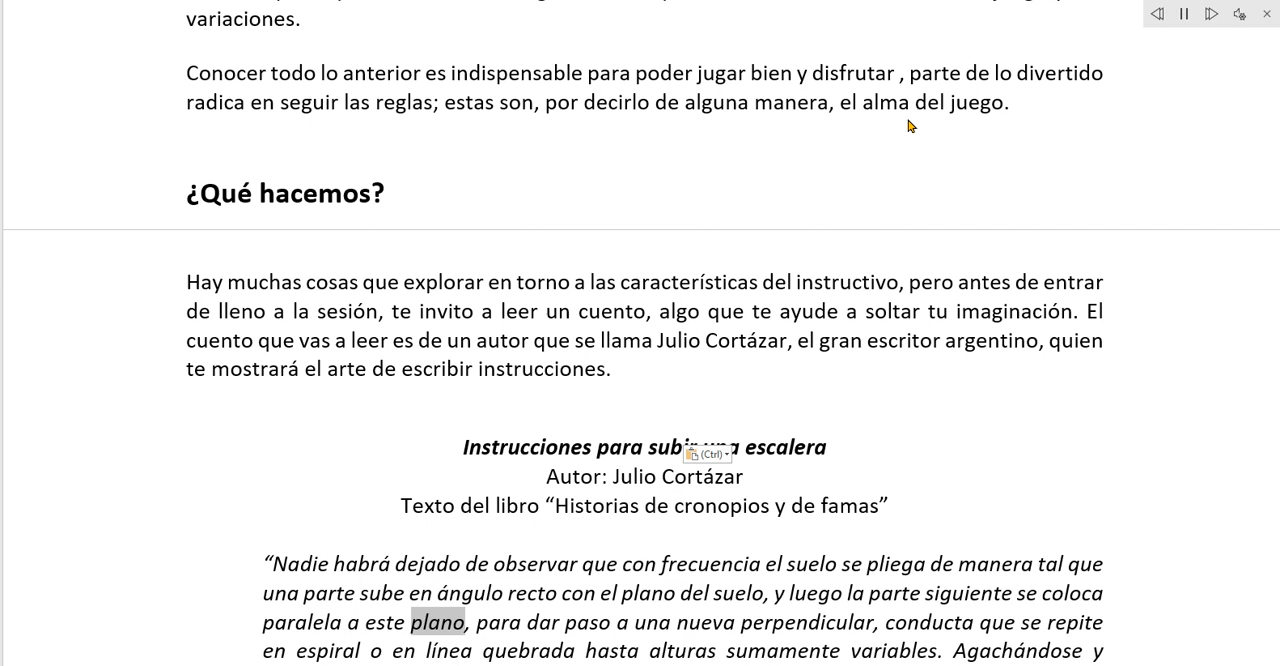 variaciones.
Conocer todo lo anterior es indispensable para poder jugar bien y disfrutar , parte de lo divertido
radica en seguir las reglas; estas son, por decirlo de alguna manera, el alma del juego.
¿Qué hacemos?
Hay muchas cosas que explorar en torno a las características del instructivo, pero antes de entrar
de lleno a la sesión, te invito a leer un cuento, algo que te ayude a soltar tu imaginación. El
cuento que vas a leer es de un autor que se llama Julio Cortázar, el gran escritor argentino, quien
te mostrará el arte de escribir instrucciones.
Instrucciones para subir una escalera
(Ctrl)
Autor: Julio Cortázar
Texto del libro “Historias de cronopios y de famas”
“Nadie habrá dejado de observar que con frecuencia el suelo se pliega de manera tal que
una parte sube en ángulo recto con el plano del suelo, y luego la parte siguiente se coloca
paralela a este plano, para dar paso a una nueva perpendicular, conducta que se repite
en espiral o en línea quebrada hasta alturas sumamente variables. Agachándose y